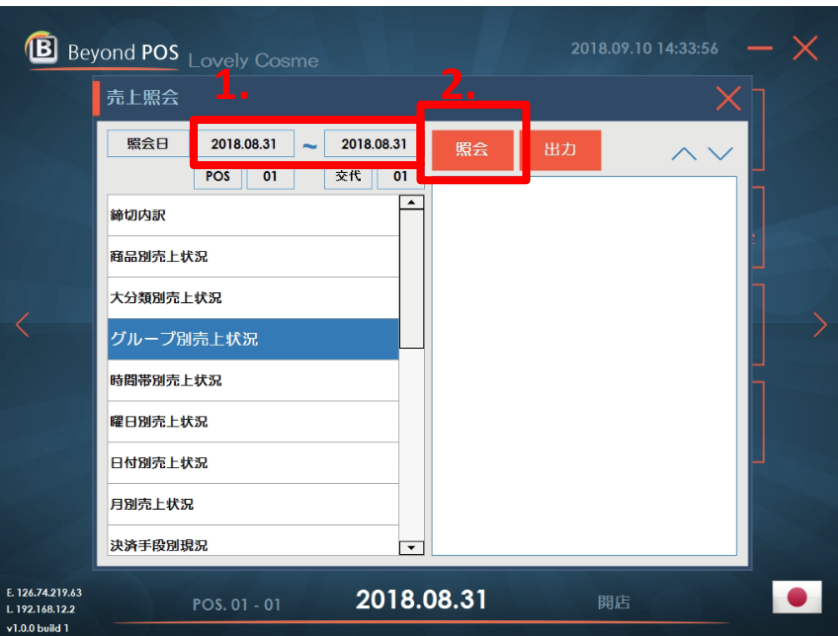 B Beyond POS Lovely Cosme 2018.09.10 14:33:56
1. 2.
売上照会
照会日 2018.08.31 ~ 2018.08.31 照会 出力
POS 01 交代 01
締切内訳
商品別売上状況
大分類別売上状況
グループ別売上状況
時間帯別売上状況
曜日別売上状況
日付別売上状況
月別売上状況
決済手段別現況
E. 126.74.219.63
L. 192.168.12.2
v1.0.0 build 1
POS. 01 - 01 2018.08.31 開店